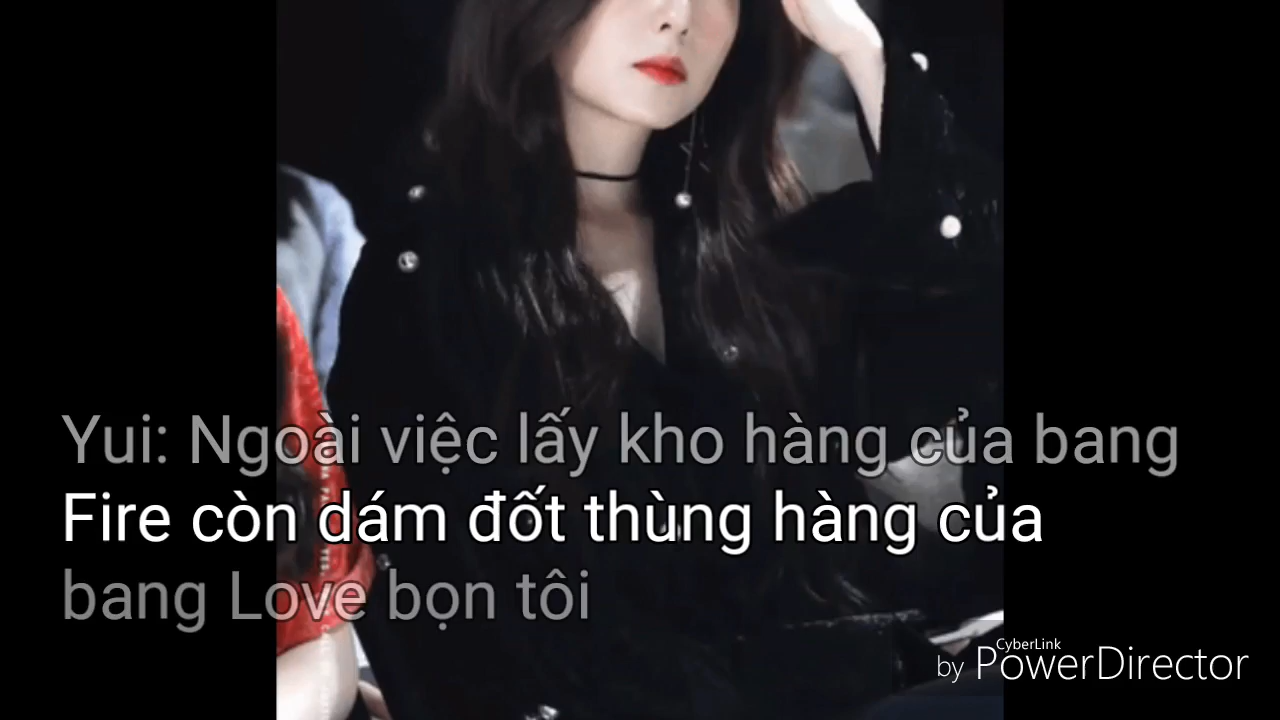 Yui: Ngoài việc lấy kho hàng của bang
Fire còn dám đốt thùng hàng của
bang Love bọn tôi
CyberLink
by PowerDirector